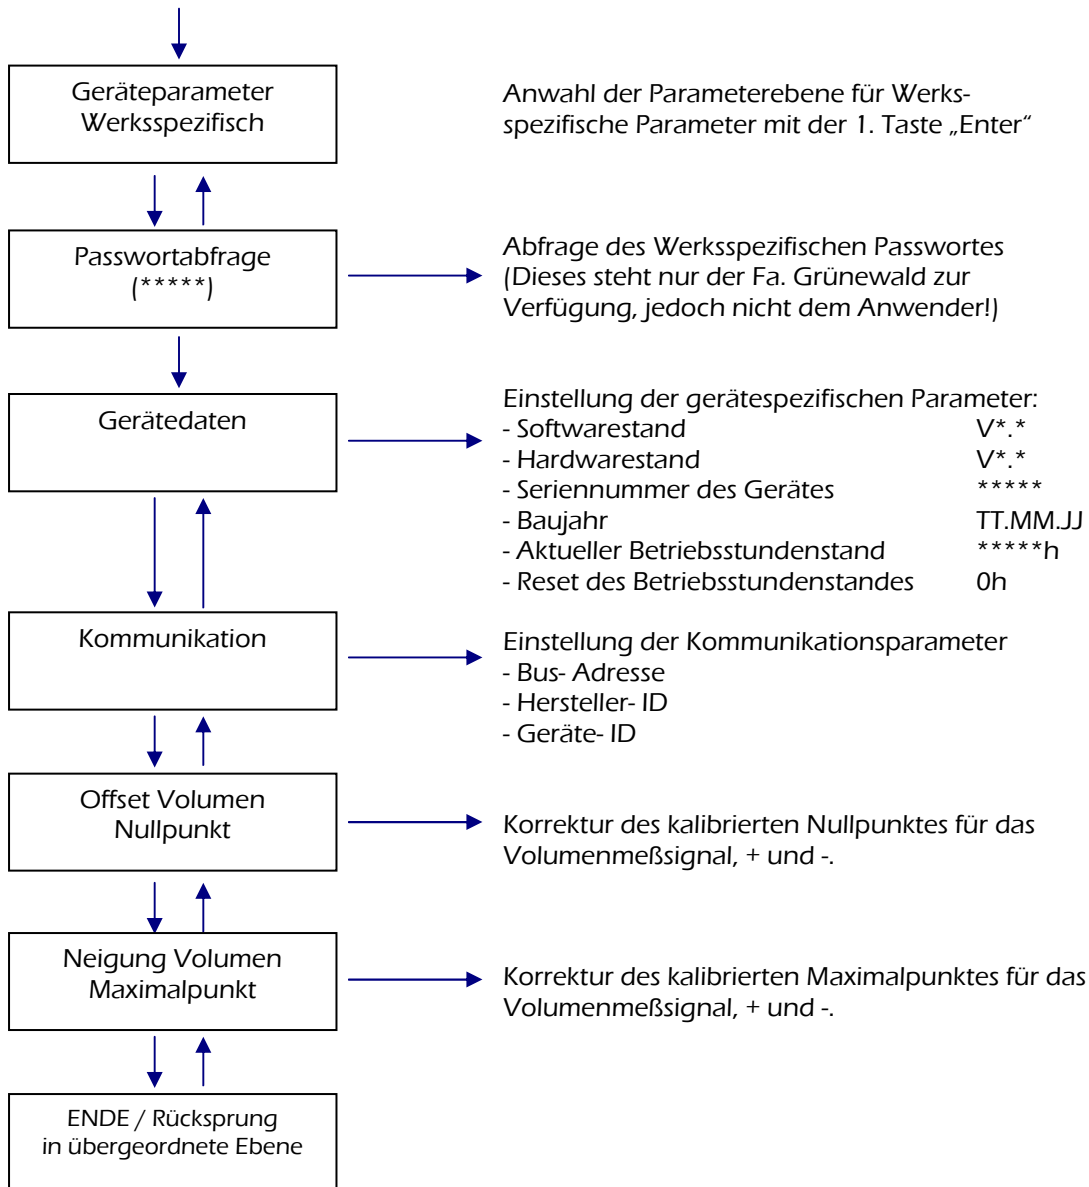 Geräteparameter
Werksspezifisch
Anwahl der Parameterebene für Werks-
spezifische Parameter mit der 1. Taste „Enter“
Passwortabfrage
(*****)
Abfrage des Werksspezifischen Passwortes
(Dieses steht nur der Fa. Grünewald zur
Verfügung, jedoch nicht dem Anwender!)
Gerätedaten
Einstellung der gerätespezifischen Parameter:
- Softwarestand V*.*
- Hardwarestand V*.*
- Seriennummer des Gerätes *****
- Baujahr TT.MM.JJ
- Aktueller Betriebsstundenstand *****h
- Reset des Betriebsstundenstandes 0h
Kommunikation
Einstellung der Kommunikationsparameter
- Bus- Adresse
- Hersteller- ID
- Geräte- ID
Offset Volumen
Nullpunkt
Korrektur des kalibrierten Nullpunktes für das
Volumenmeßsignal, + und -.
Neigung Volumen
Maximalpunkt
Korrektur des kalibrierten Maximalpunktes für das
Volumenmeßsignal, + und -.
ENDE / Rücksprung
in übergeordnete Ebene